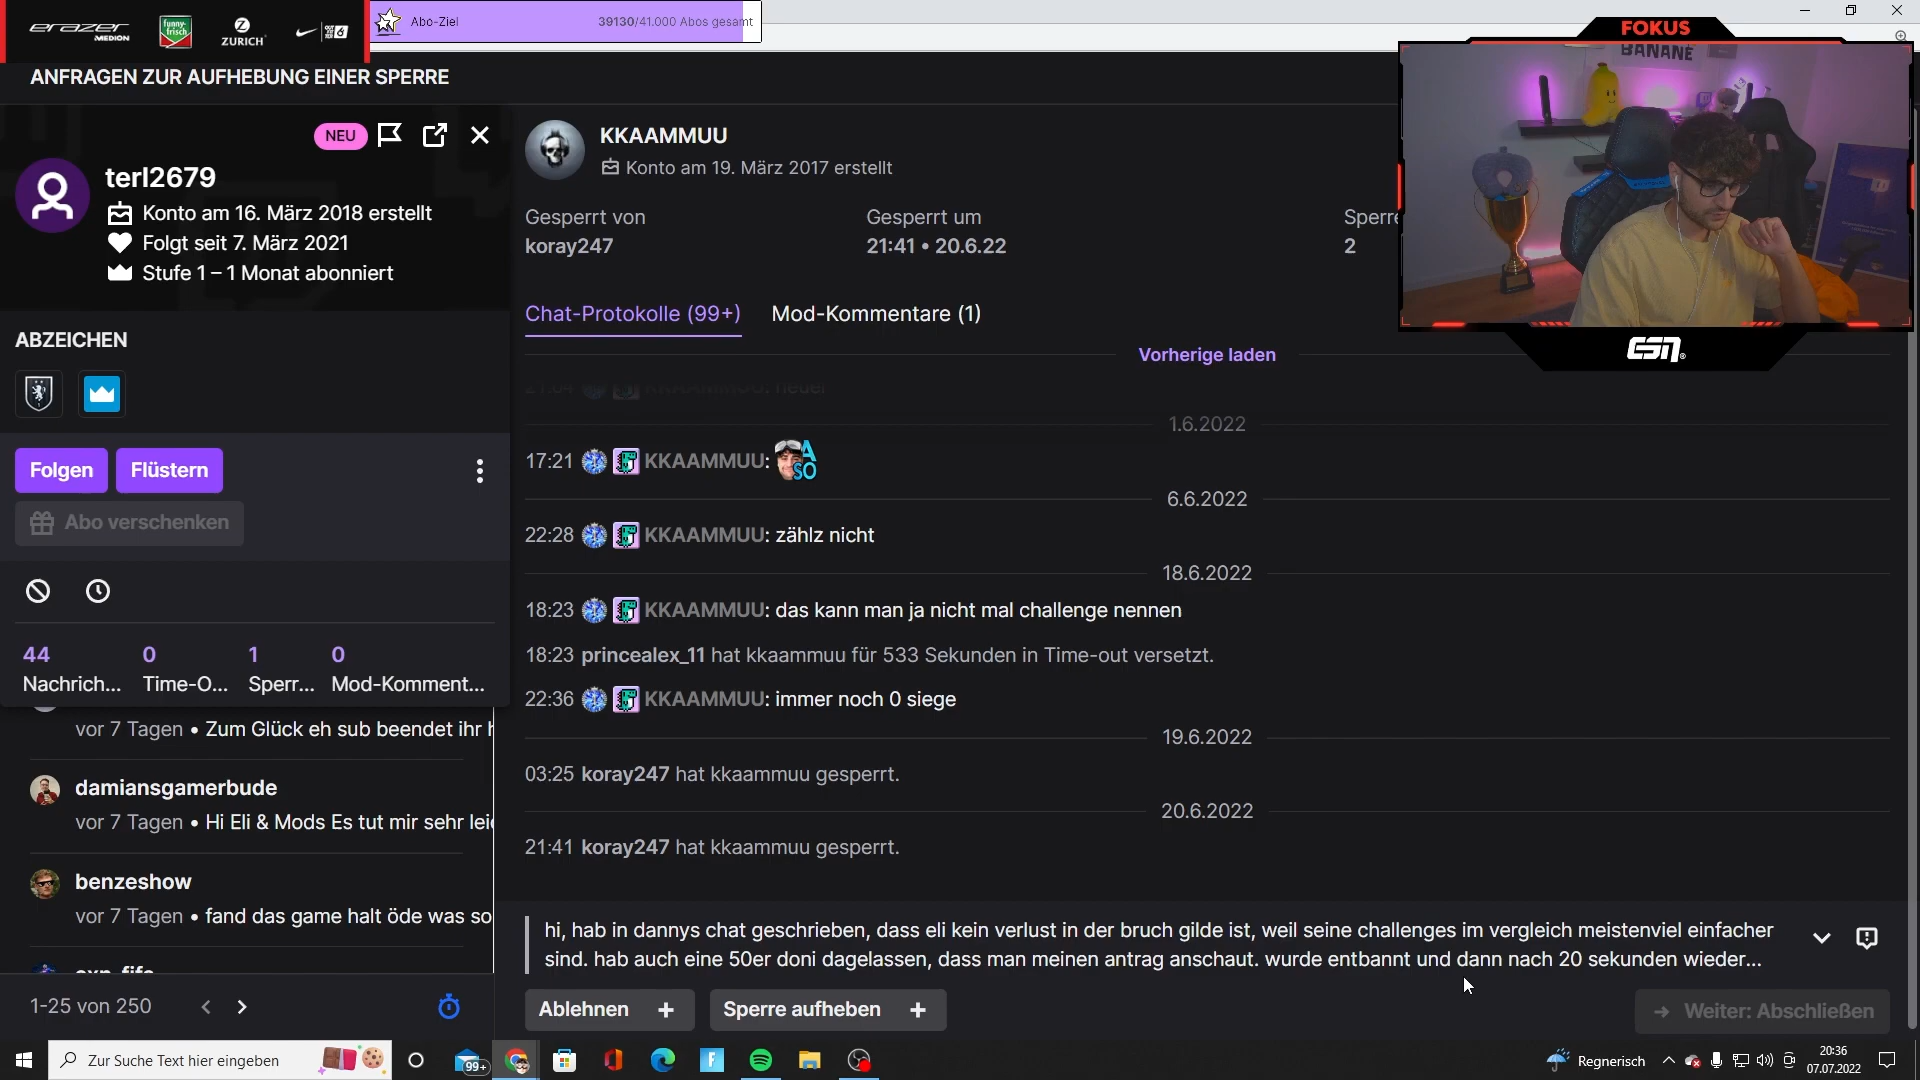 erazer
MEDION
funny-frisch
ZURICH
Abo-Ziel
39130/41.000 Abos gesamt
FOKUS
BANANE
ANFRAGEN ZUR AUFHEBUNG EINER SPERRE
NEU
terl2679
Konto am 16. März 2018 erstellt
Folgt seit 7. März 2021
Stufe 1 – 1 Monat abonniert
ABZEICHEN
Folgen
Flüstern
Abo verschenken
44
0
1
0
Nachrich...
Time-O...
Sperr...
Mod-Komment...
vor 7 Tagen • Zum Glück eh sub beendet ihr h
damiansgamerbude
vor 7 Tagen • Hi Eli & Mods Es tut mir sehr lei
benzeshow
vor 7 Tagen • fand das game halt öde was so
1-25 von 250
KKAAMMUU
Konto am 19. März 2017 erstellt
Gesperrt von
koray247
Gesperrt um
21:41 • 20.6.22
Sperre
2
ESN
Chat-Protokolle (99+)
Mod-Kommentare (1)
Vorherige laden
1.6.2022
17:21 KKAAMMUU: ASO
6.6.2022
22:28 KKAAMMUU: zählz nicht
18.6.2022
18:23 KKAAMMUU: das kann man ja nicht mal challenge nennen
18:23 princealex_11 hat kkaammuu für 533 Sekunden in Time-out versetzt.
22:36 KKAAMMUU: immer noch 0 siege
19.6.2022
03:25 koray247 hat kkaammuu gesperrt.
20.6.2022
21:41 koray247 hat kkaammuu gesperrt.
hi, hab in dannys chat geschrieben, dass eli kein verlust in der bruch gilde ist, weil seine challenges im vergleich meistenviel einfacher
sind. hab auch eine 50er doni dagelassen, dass man meinen antrag anschaut. wurde entbannt und dann nach 20 sekunden wieder...
Ablehnen +
Sperre aufheben +
Weiter: Abschließen
Zur Suche Text hier eingeben
99+
Regnerisch
20:36
07.07.2022